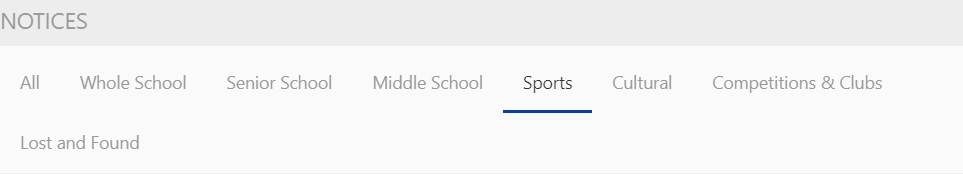 NOTICES
All Whole School Senior School Middle School Sports Cultural Competitions & Clubs
Lost and Found